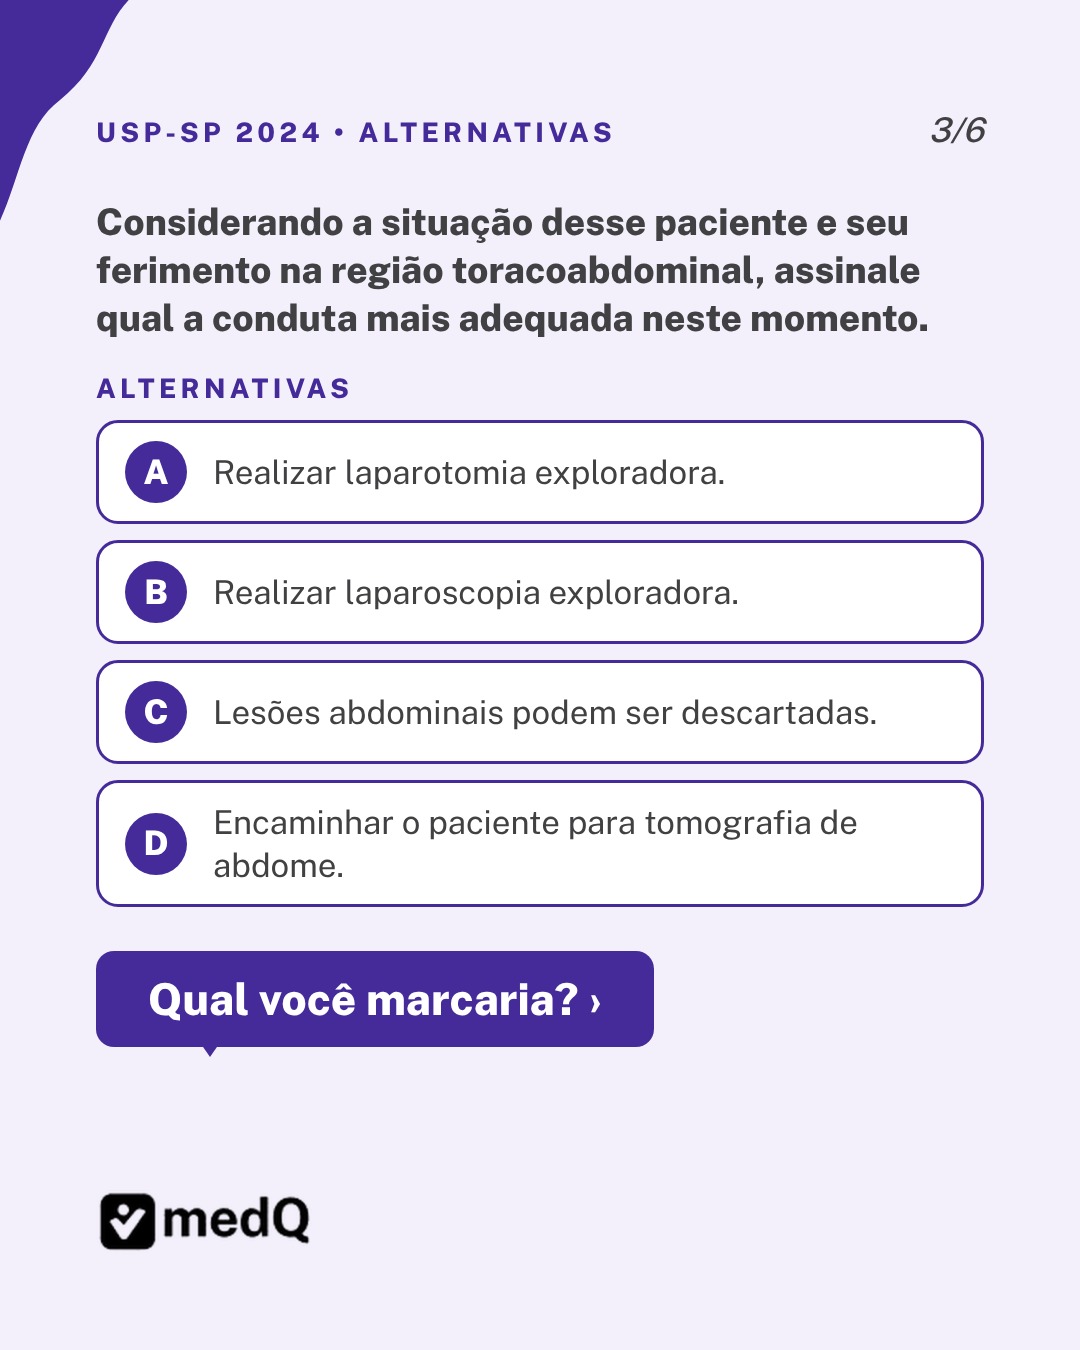 USP-SP 2024 • ALTERNATIVAS
3/6
Considerando a situação desse paciente e seu
ferimento na região toracoabdominal, assinale
qual a conduta mais adequada neste momento.
ALTERNATIVAS
A Realizar laparotomia exploradora.
B Realizar laparoscopia exploradora.
C Lesões abdominais podem ser descartadas.
D Encaminhar o paciente para tomografia de
abdome.
Qual você marcaria? ›
medQ